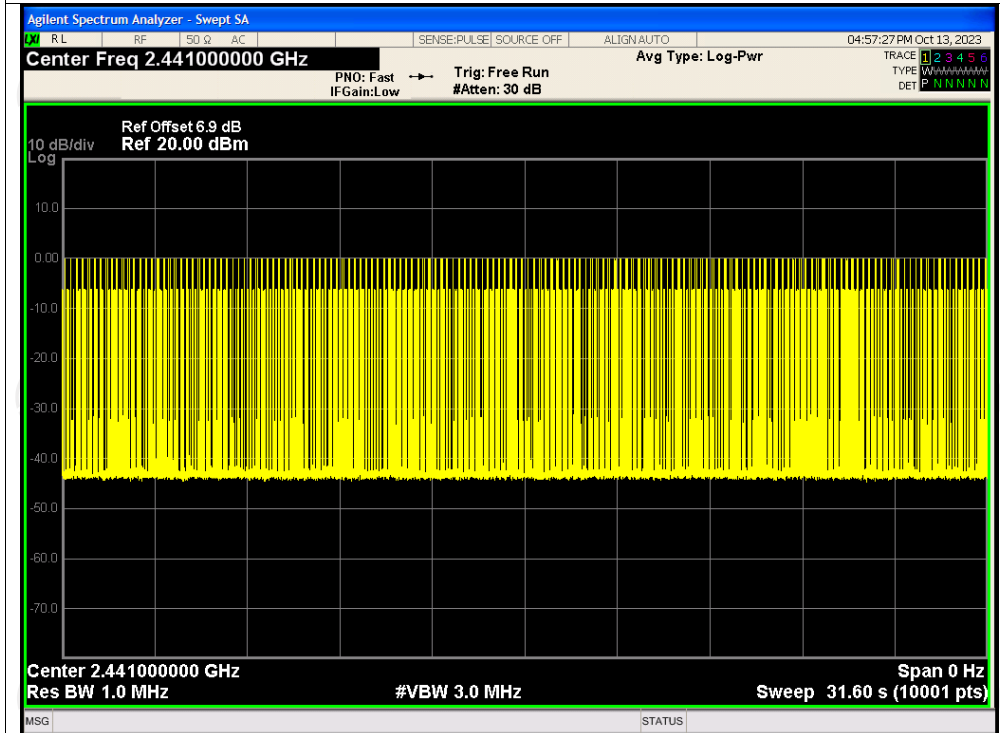 Agilent Spectrum Analyzer - Swept SA
LXI RL RF 50 Ω AC SENSE:PULSE SOURCE OFF ALIGNAUTO 04:57:27 PM Oct 13, 2023
Center Freq 2.441000000 GHz Avg Type: Log-Pwr TRACE 1 2 3 4 5 6
PNO: Fast Trig: Free Run TYPE WWWWWW
IFGain:Low #Atten: 30 dB DET P N N N N N
Ref Offset 6.9 dB
10 dB/div Ref 20.00 dBm
Log
10.0
0.00
-10.0
-20.0
-30.0
-40.0
-50.0
-60.0
-70.0
Center 2.441000000 GHz Span 0 Hz
Res BW 1.0 MHz #VBW 3.0 MHz Sweep 31.60 s (10001 pts)
MSG STATUS